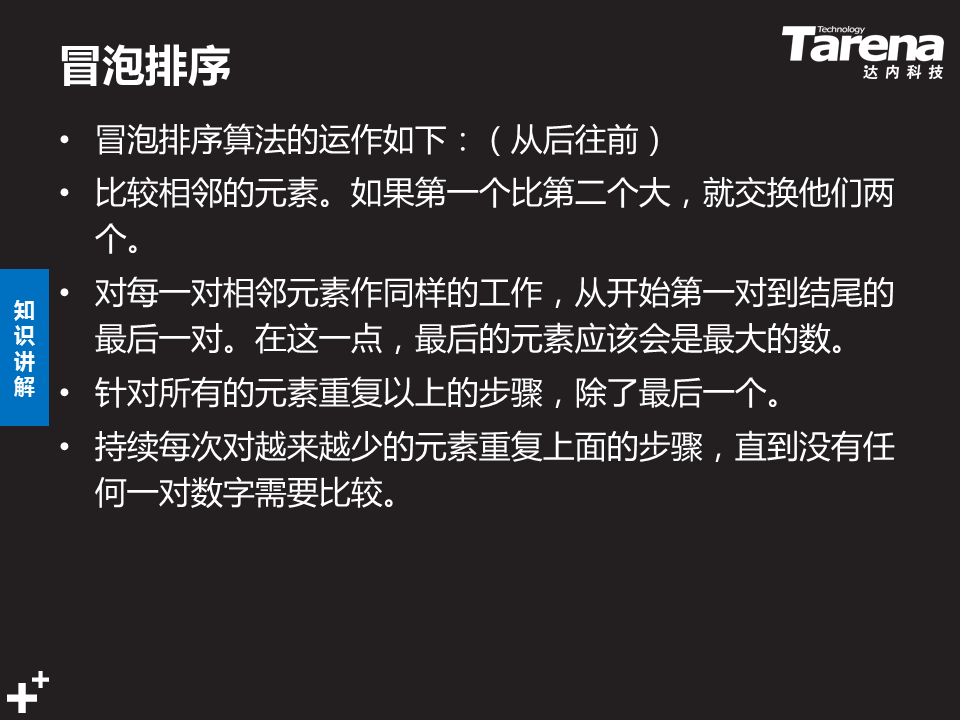 冒泡排序
Technology
Tarena
达内科技
• 冒泡排序算法的运作如下：（从后往前）
• 比较相邻的元素。如果第一个比第二个大，就交换他们两
个。
• 对每一对相邻元素作同样的工作，从开始第一对到结尾的
最后一对。在这一点，最后的元素应该会是最大的数。
• 针对所有的元素重复以上的步骤，除了最后一个。
• 持续每次对越来越少的元素重复上面的步骤，直到没有任
何一对数字需要比较。
知
识
讲
解